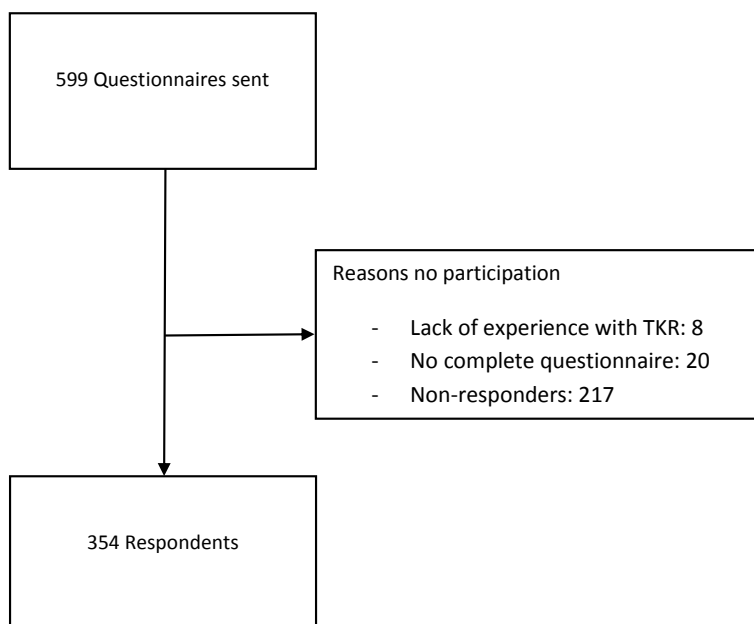 599 Questionnaires sent
Reasons no participation
- Lack of experience with TKR: 8
- No complete questionnaire: 20
- Non-responders: 217
354 Respondents